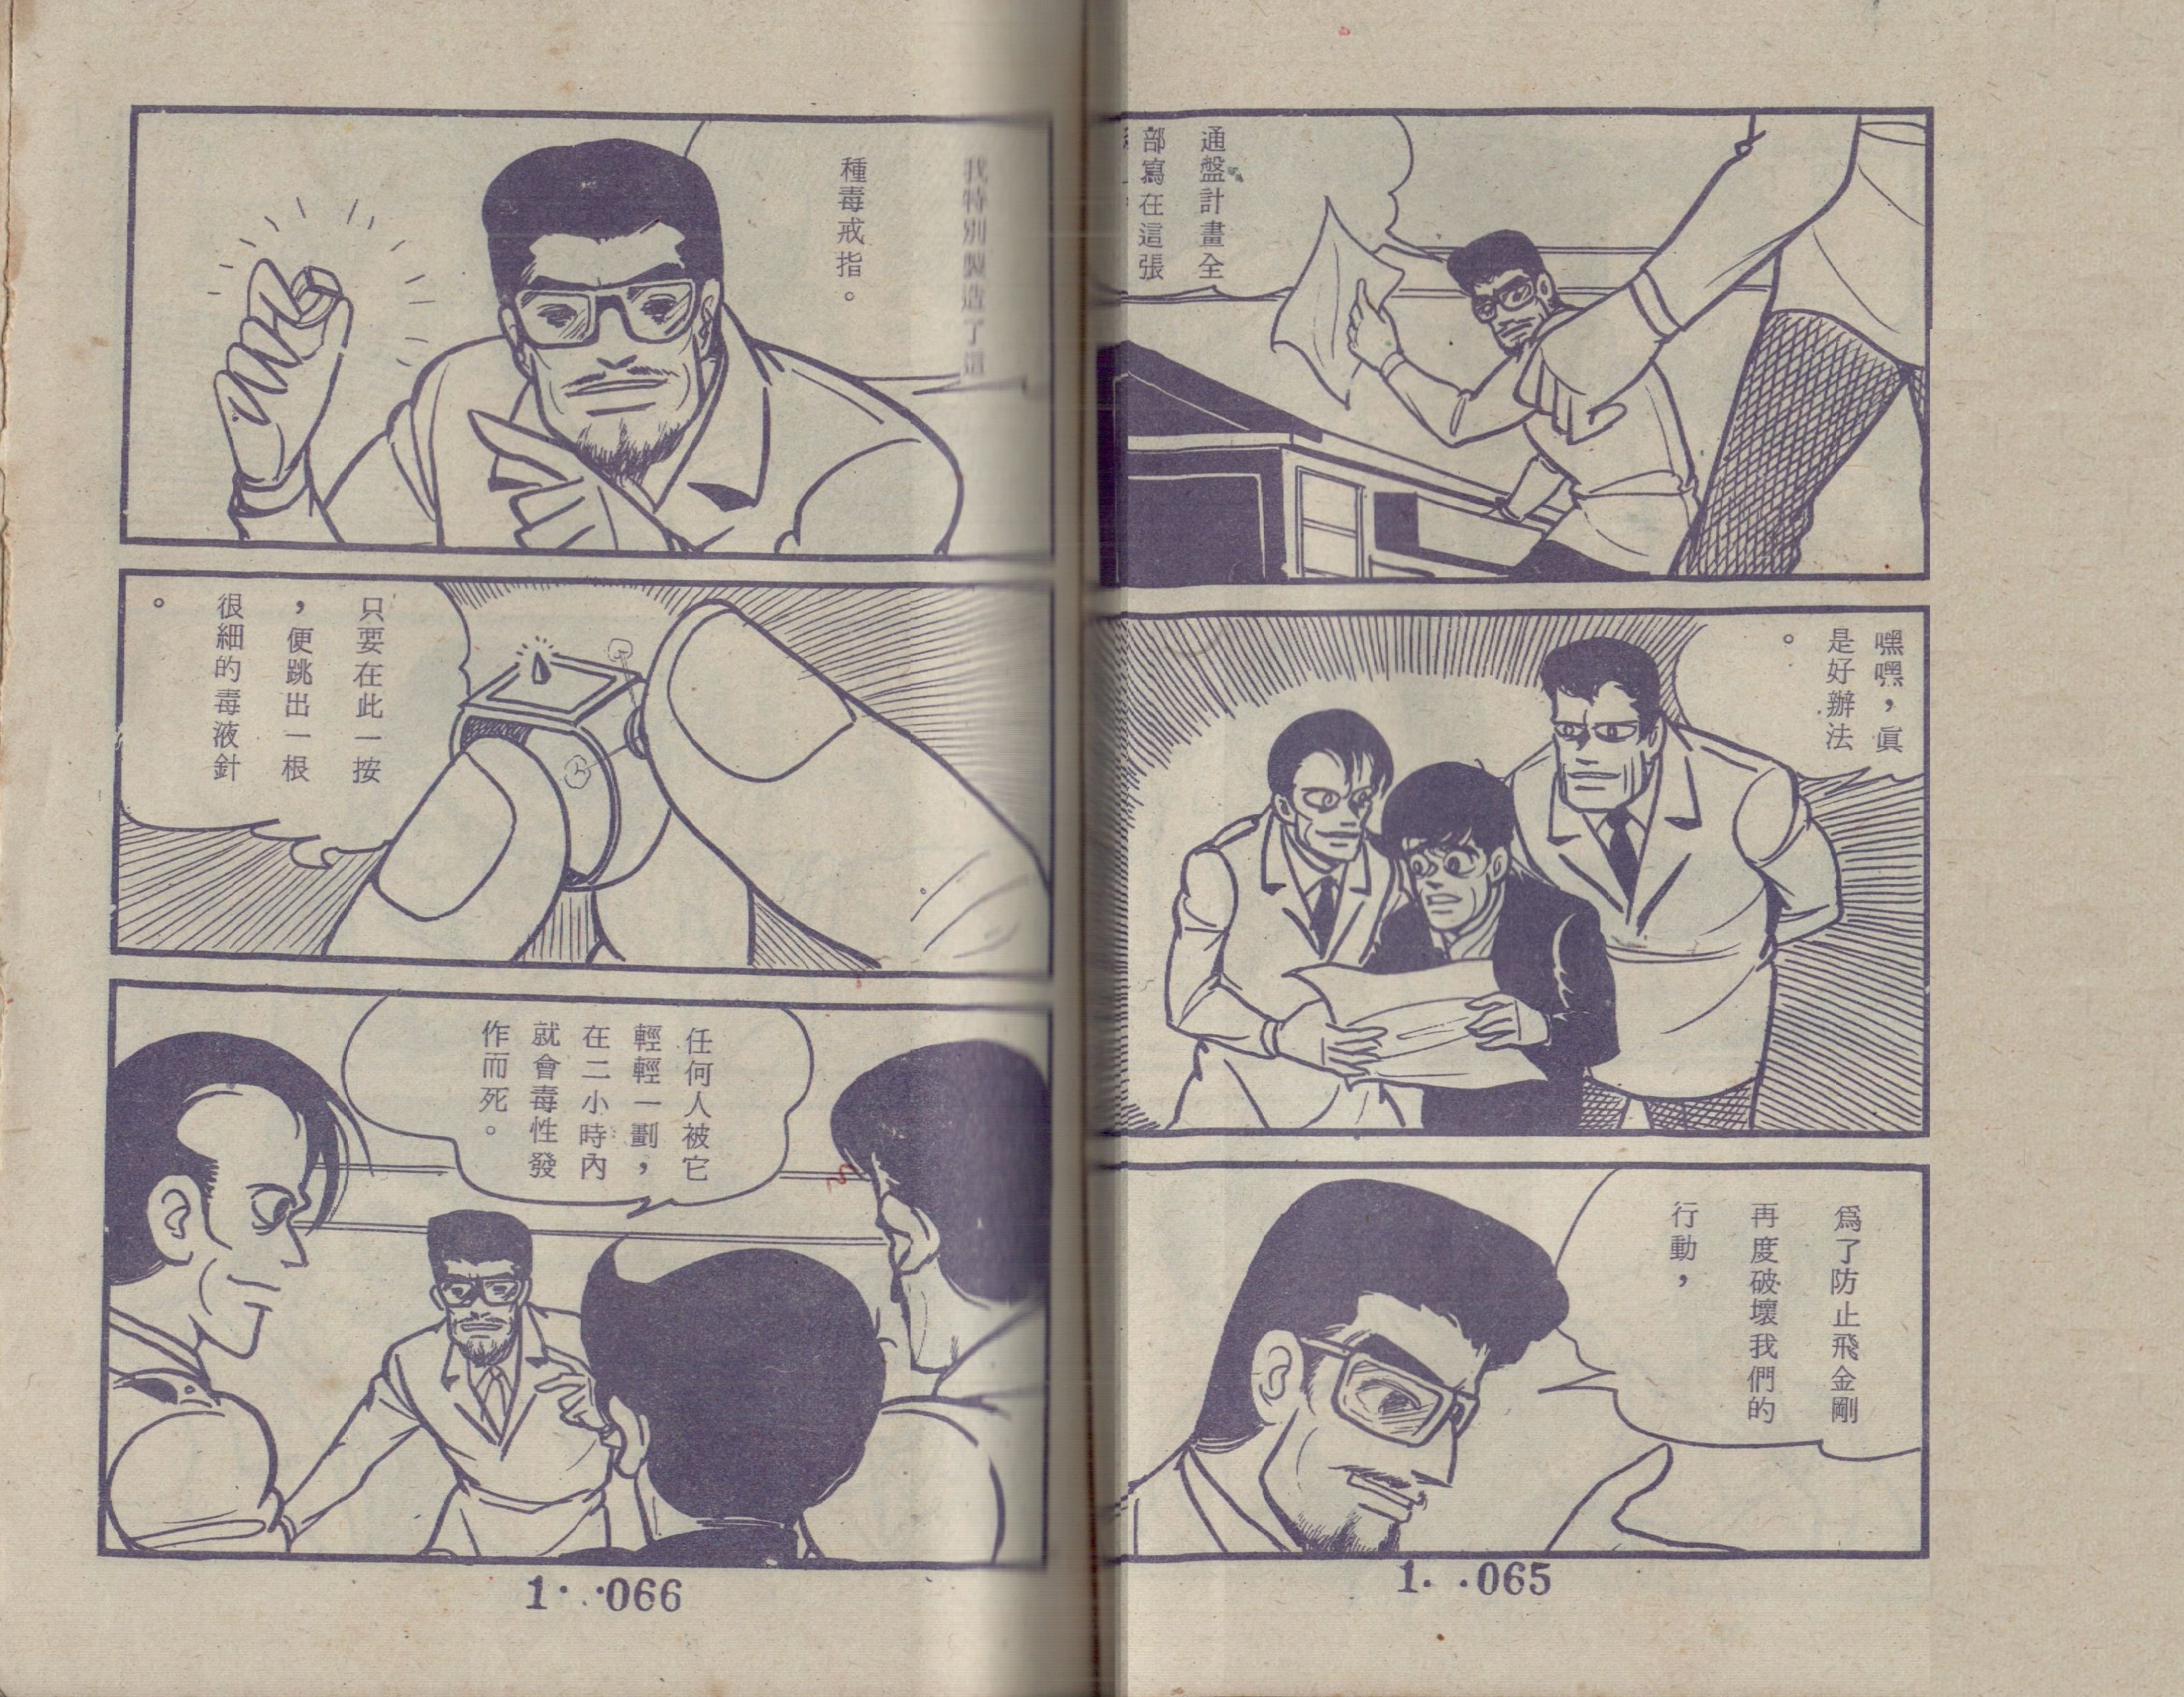 通盤計畫全
部寫在這張
嘿嘿，眞
是好辦法
。
爲了防止飛金剛
再度破壞我們的
行動，
1··065
我特別製造了這
種毒戒指。
只要在此一按
，便跳出一根
很細的毒液針
。
任何人被它
輕輕一劃，
在二小時內
就會毒性發
作而死。
1··066